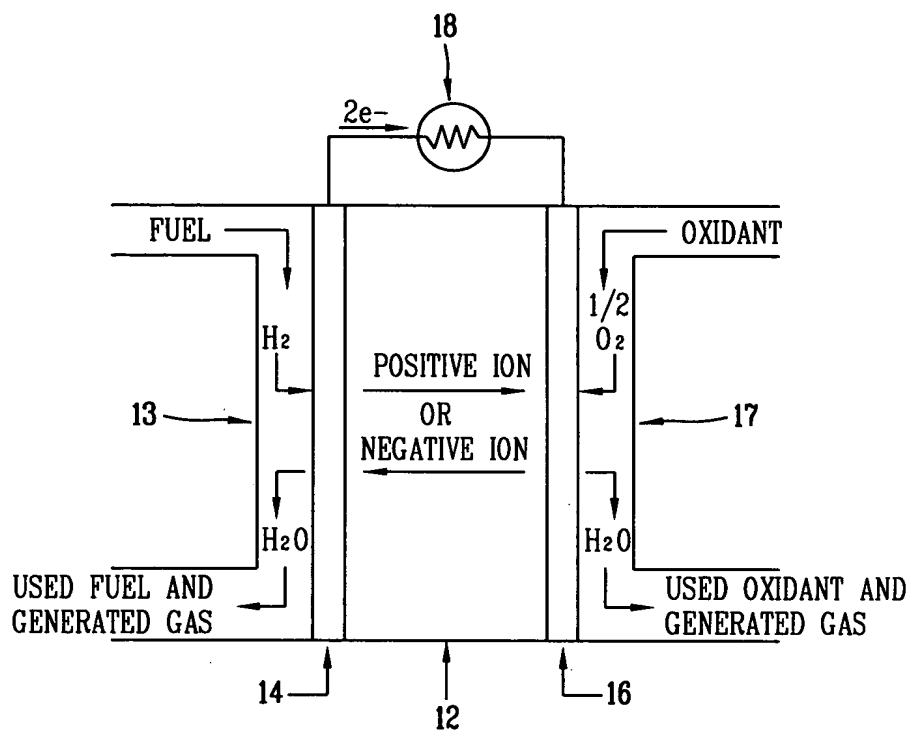 18
2e-
FUEL
OXIDANT
1/2
H2
O2
POSITIVE ION
13
OR
17
NEGATIVE ION
H2O
H2O
USED FUEL AND
GENERATED GAS
USED OXIDANT AND
GENERATED GAS
14
16
12